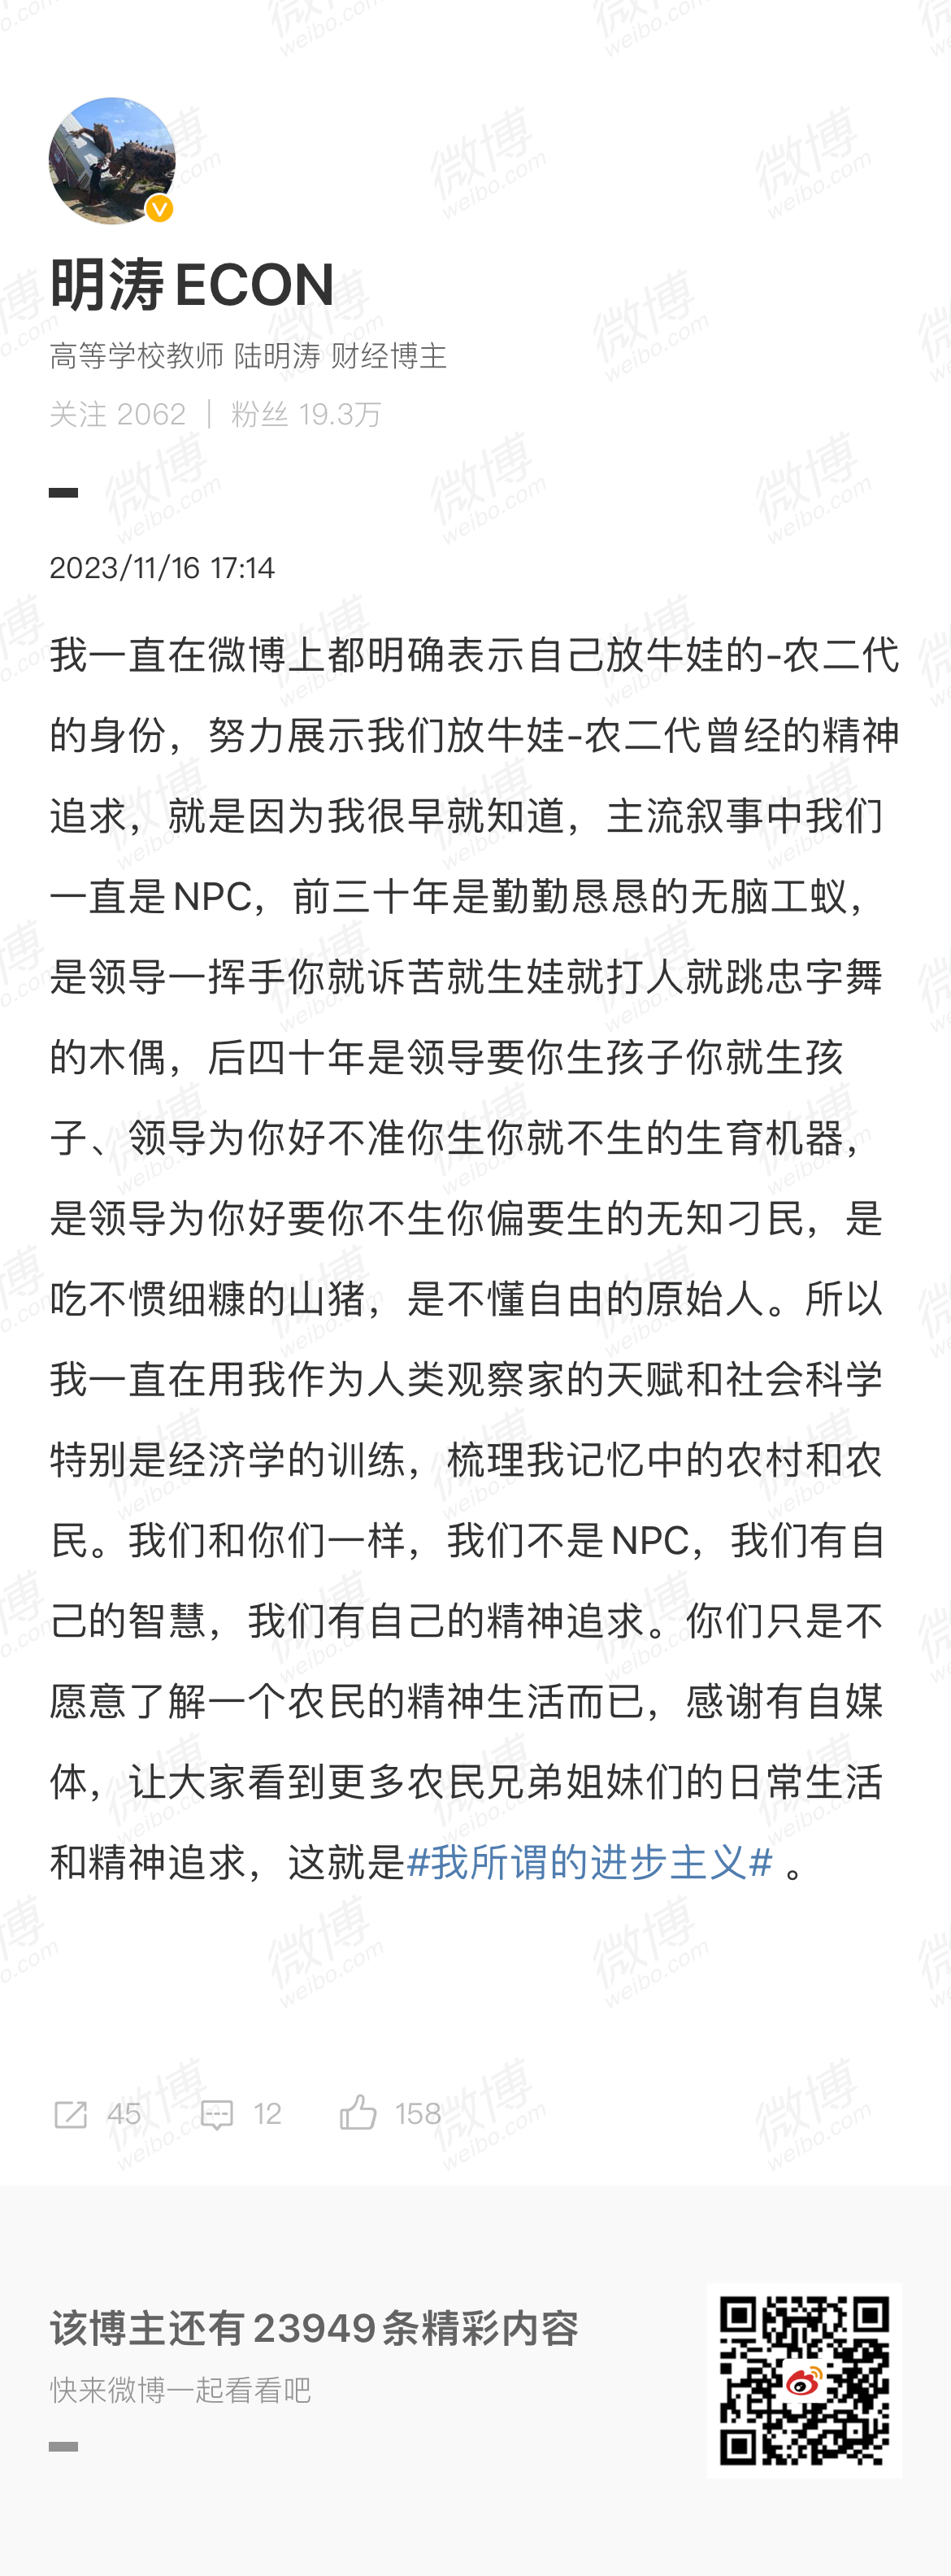 明涛ECON
高等学校教师 陆明涛 财经博主
关注 2062 | 粉丝 19.3万
2023/11/16 17:14
我一直在微博上都明确表示自己放牛娃的-农二代
的身份，努力展示我们放牛娃-农二代曾经的精神
追求，就是因为我很早就知道，主流叙事中我们
一直是NPC，前三十年是勤勤恳恳的无脑工蚁，
是领导一挥手你就诉苦就生娃就打人就跳忠字舞
的木偶，后四十年是领导要你生孩子你就生孩
子、领导为你好不准你生你就不生的生育机器，
是领导为你好要你不生你偏要生的无知刁民，是
吃不惯细糠的山猪，是不懂自由的原始人。所以
我一直在用我作为人类观察家的天赋和社会科学
特别是经济学的训练，梳理我记忆中的农村和农
民。我们和你们一样，我们不是NPC，我们有自
己的智慧，我们有自己的精神追求。你们只是不
愿意了解一个农民的精神生活而已，感谢有自媒
体，让大家看到更多农民兄弟姐妹们的日常生活
和精神追求，这就是#我所谓的进步主义# 。
45 12 158
该博主还有23949条精彩内容
快来微博一起看看吧
微博
weibo.com